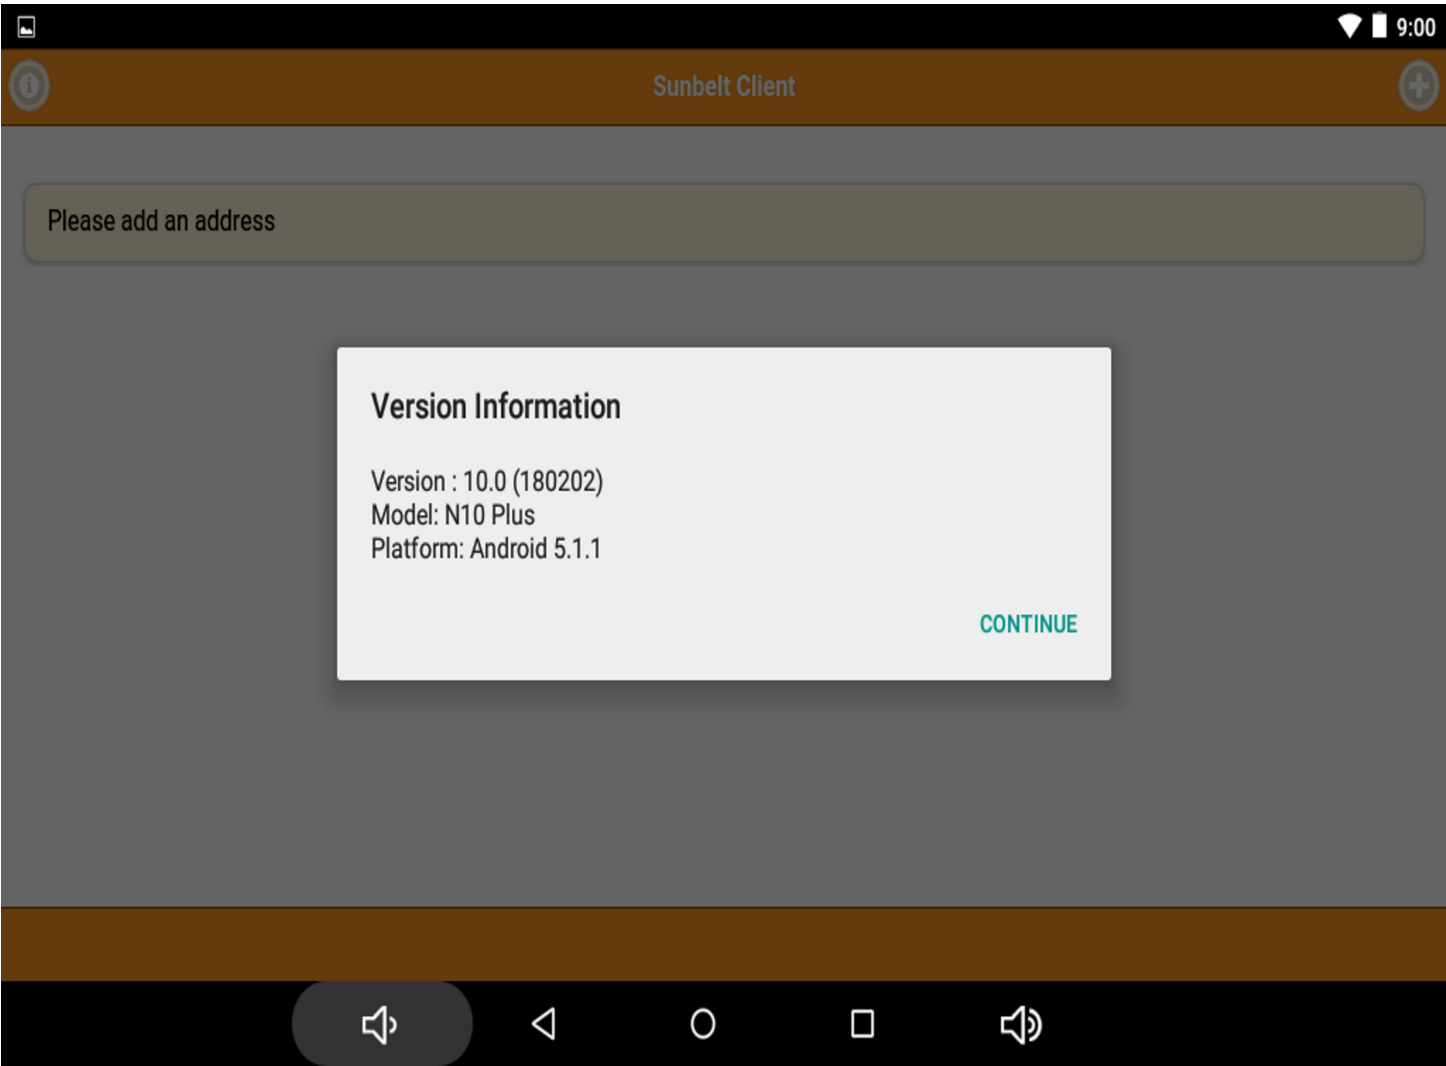 9:00
Sunbelt Client
Please add an address
Version Information
Version : 10.0 (180202)
Model: N10 Plus
Platform: Android 5.1.1
CONTINUE